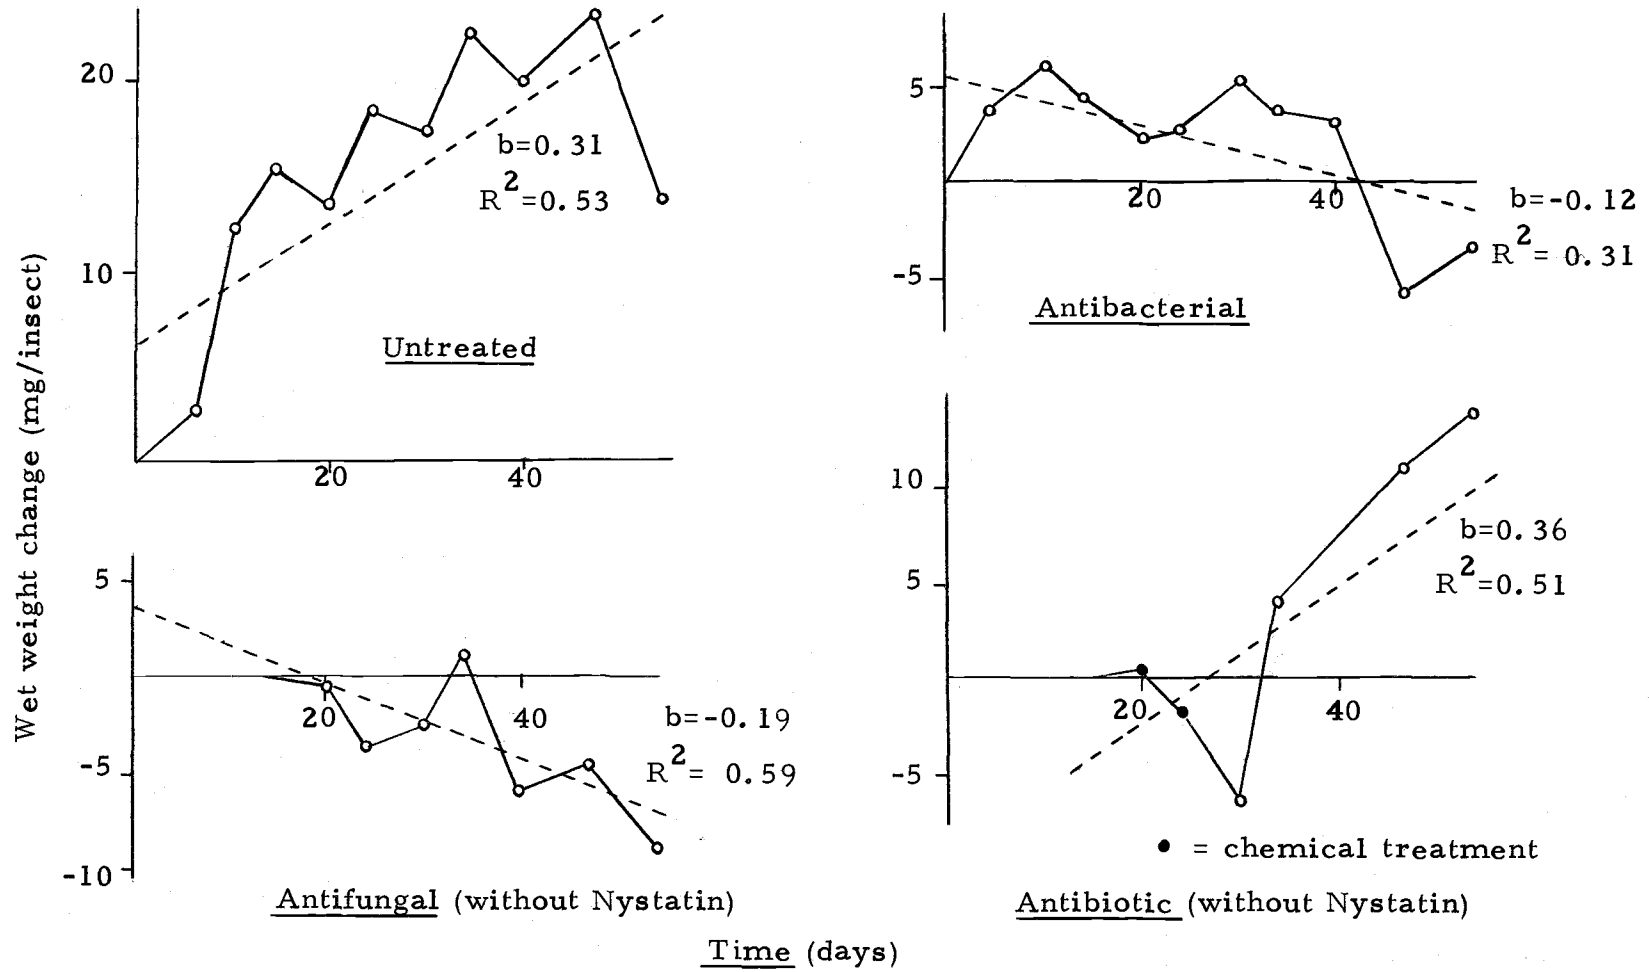 Wet weight change (mg/insect)
20
10
20
40
b=0.31
R²=0.53
Untreated
5
-5
20
40
b=-0.12
R²= 0.31
Antibacterial
5
-5
-10
20
40
b=-0.19
R²= 0.59
Antifungal (without Nystatin)
10
5
-5
20
40
b=0.36
R²=0.51
• = chemical treatment
Antibiotic (without Nystatin)
Time (days)